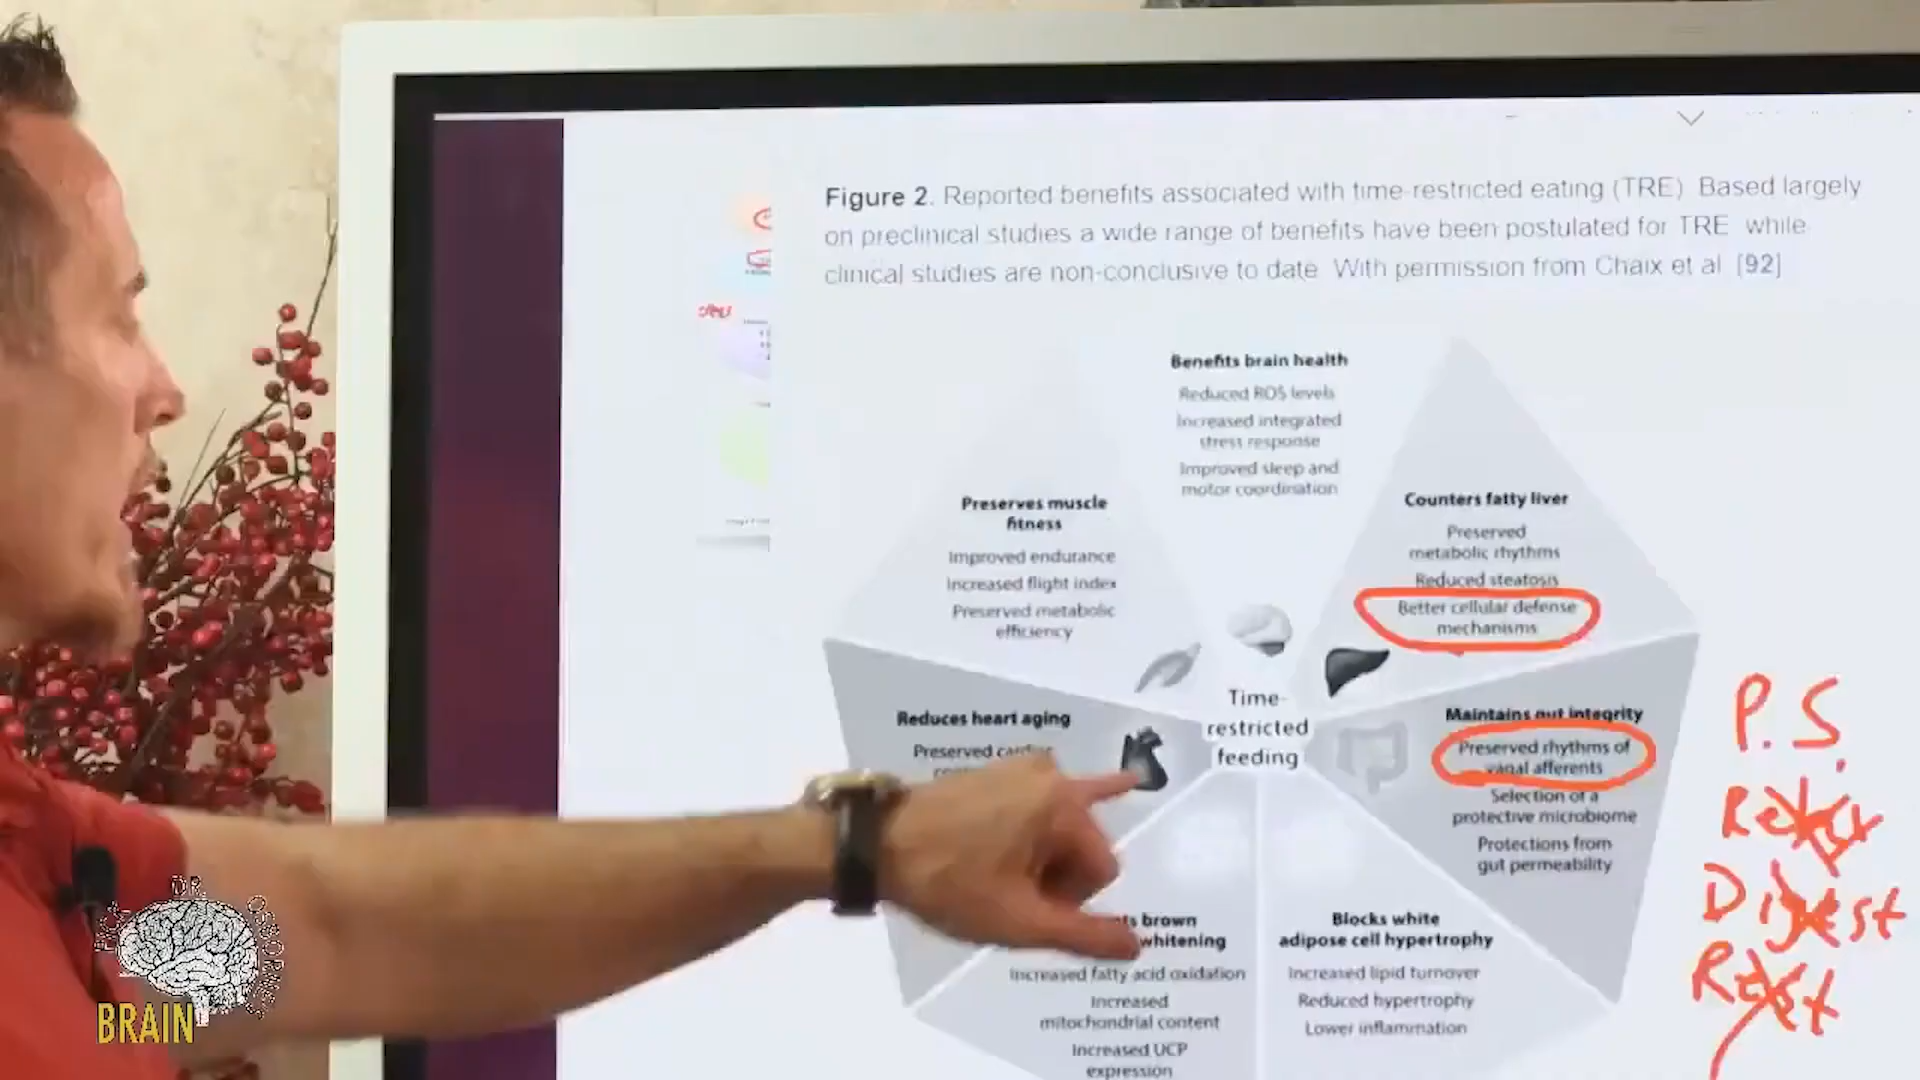 Figure 2. Reported benefits associated with time-restricted eating (TRE) Based largely
on preclinical studies a wide range of benefits have been postulated for TRE while
clinical studies are non-conclusive to date With permission from Chaix et al [92]
Benefits brain health
Reduced ROS levels
Increased integrated
stress response
Improved sleep and
motor coordination
Preserves muscle
fitness
Improved endurance
Increased flight index
Preserved metabolic
efficiency
Counters fatty liver
Preserved
metabolic rhythms
Reduced steatosis
Better cellular defense
mechanisms
Time-
restricted
feeding
Reduces heart aging
Preserved
Maintains gut integrity
Preserved rhythms of
vagal afferents
Selection of a
protective microbiome
Protections from
gut permeability
brown
whitening
Increased fatty acid oxidation
Increased
mitochondrial content
Increased UCP
expression
Blocks white
adipose cell hypertrophy
Increased lipid turnover
Reduced hypertrophy
Lower inflammation
P.S.
Digest
Rest
DR.
BRAIN